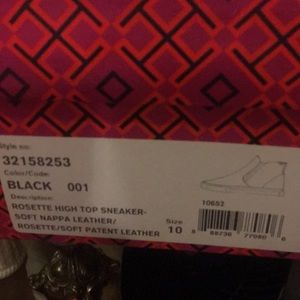 Style no:
32158253
Color/Code:
BLACK 001
Description:
ROSETTE HIGH TOP SNEAKER-
SOFT NAPPA LEATHER/
ROSETTE/SOFT PATENT LEATHER
Size:
10
10652